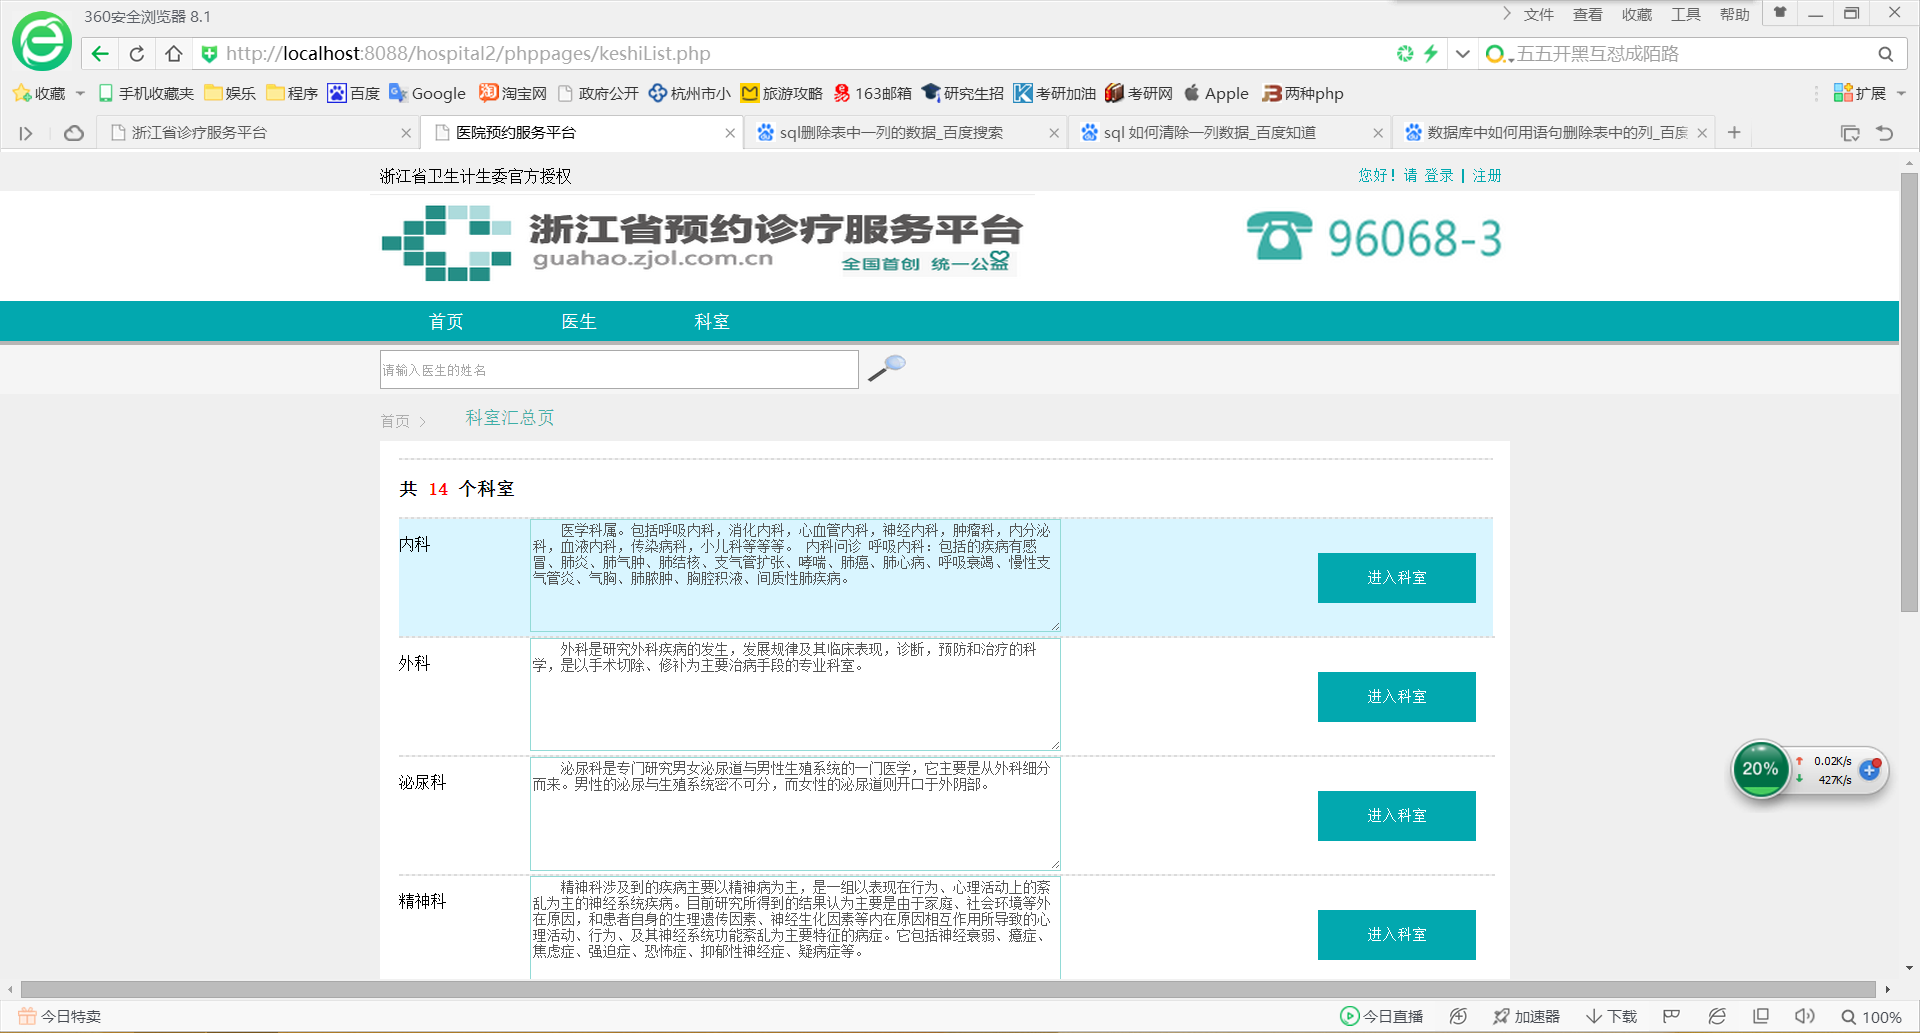 360安全浏览器 8.1
文件 查看 收藏 工具 帮助
http://localhost:8088/hospital2/phppages/keshiList.php
五五开黑互怼成陌路
收藏 手机收藏夹 娱乐 程序 百度 Google 淘宝网 政府公开 杭州市小 旅游攻略 163邮箱 研究生招 考研加油 考研网 Apple 两种php 扩展
浙江省诊疗服务平台 医院预约服务平台 sql删除表中一列的数据_百度搜索 sql 如何清除一列数据_百度知道 数据库中如何用语句删除表中的列_百度
浙江省卫生计生委官方授权
您好! 请 登录 | 注册
浙江省预约诊疗服务平台
guahao.zjol.com.cn
全国首创 统一公益
96068-3
首页 医生 科室
请输入医生的姓名
首页 > 科室汇总页
共 14 个科室
内科
医学科属。包括呼吸内科，消化内科，心血管内科，神经内科，肿瘤科，内分泌
科，血液内科，传染病科，小儿科等等等。 内科问诊 呼吸内科：包括的疾病有感
冒、肺炎、肺气肿、肺结核、支气管扩张、哮喘、肺癌、肺心病、呼吸衰竭、慢性支
气管炎、气胸、肺脓肿、胸腔积液、间质性肺疾病。
进入科室
外科
外科是研究外科疾病的发生，发展规律及其临床表现，诊断，预防和治疗的科
学，是以手术切除、修补为主要治病手段的专业科室。
进入科室
泌尿科
泌尿科是专门研究男女泌尿道与男性生殖系统的一门医学，它主要是从外科细分
而来。男性的泌尿与生殖系统密不可分，而女性的泌尿道则开口于外阴部。
进入科室
精神科
精神科涉及到的疾病主要以精神病为主，是一组以表现在行为、心理活动上的紊
乱为主的神经系统疾病。目前研究所得到的结果认为主要是由于家庭、社会环境等外
在原因，和患者自身的生理遗传因素、神经生化因素等内在原因相互作用所导致的心
理活动、行为、及其神经系统功能紊乱为主要特征的病症。它包括神经衰弱、癔症、
焦虑症、强迫症、恐怖症、抑郁性神经症、疑病症等。
进入科室
20%
0.02K/s
427K/s
今日特卖
今日直播 加速器 下载 100%